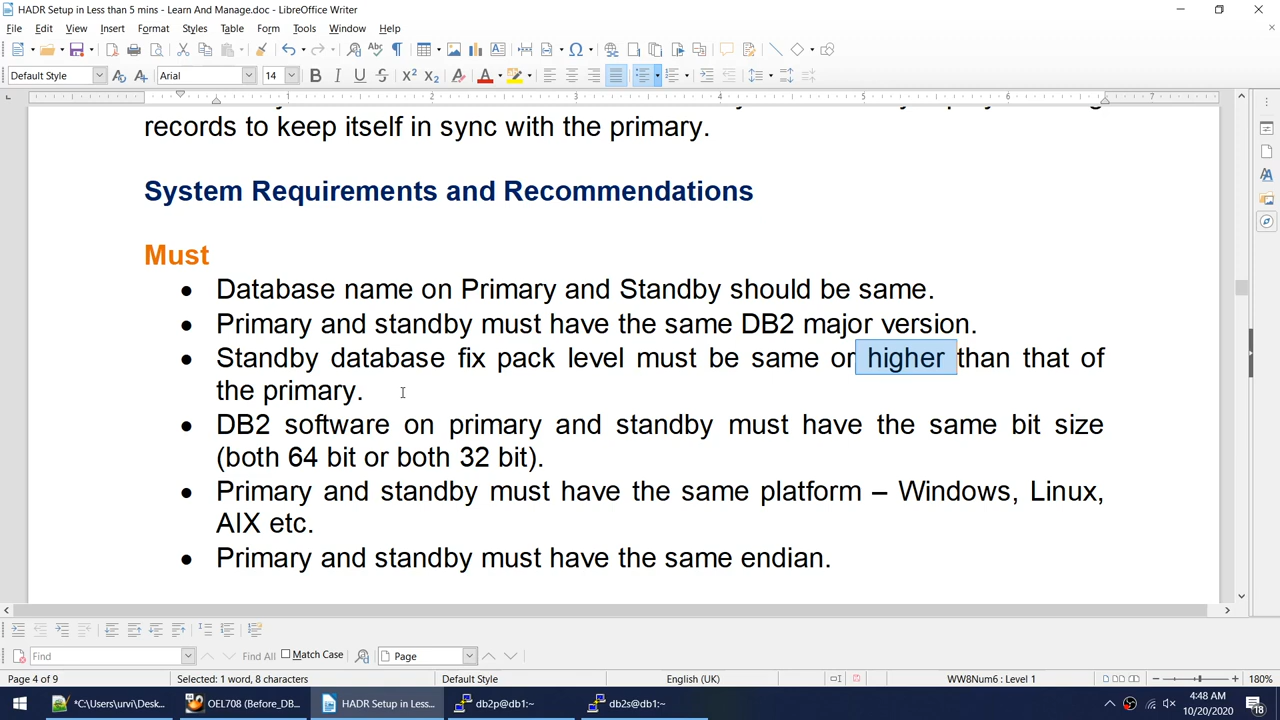 HADR Setup in Less than 5 mins - Learn And Manage.doc - LibreOffice Writer
File Edit View Insert Format Styles Table Form Tools Window Help
Default Style Arial 14
1 2 3 4 5 6 7
records to keep itself in sync with the primary.
System Requirements and Recommendations
Must
• Database name on Primary and Standby should be same.
• Primary and standby must have the same DB2 major version.
• Standby database fix pack level must be same or higher than that of
the primary.
• DB2 software on primary and standby must have the same bit size
(both 64 bit or both 32 bit).
• Primary and standby must have the same platform – Windows, Linux,
AIX etc.
• Primary and standby must have the same endian.
Find Find All Match Case Page
Page 4 of 9 Selected: 1 word, 8 characters Default Style English (UK) WW8Num6 : Level 1 180%
*C:\Users\urvi\Desk... OEL708 (Before_DB... HADR Setup in Less... db2p@db1:~ db2s@db1:~ 4:48 AM
10/20/2020 18